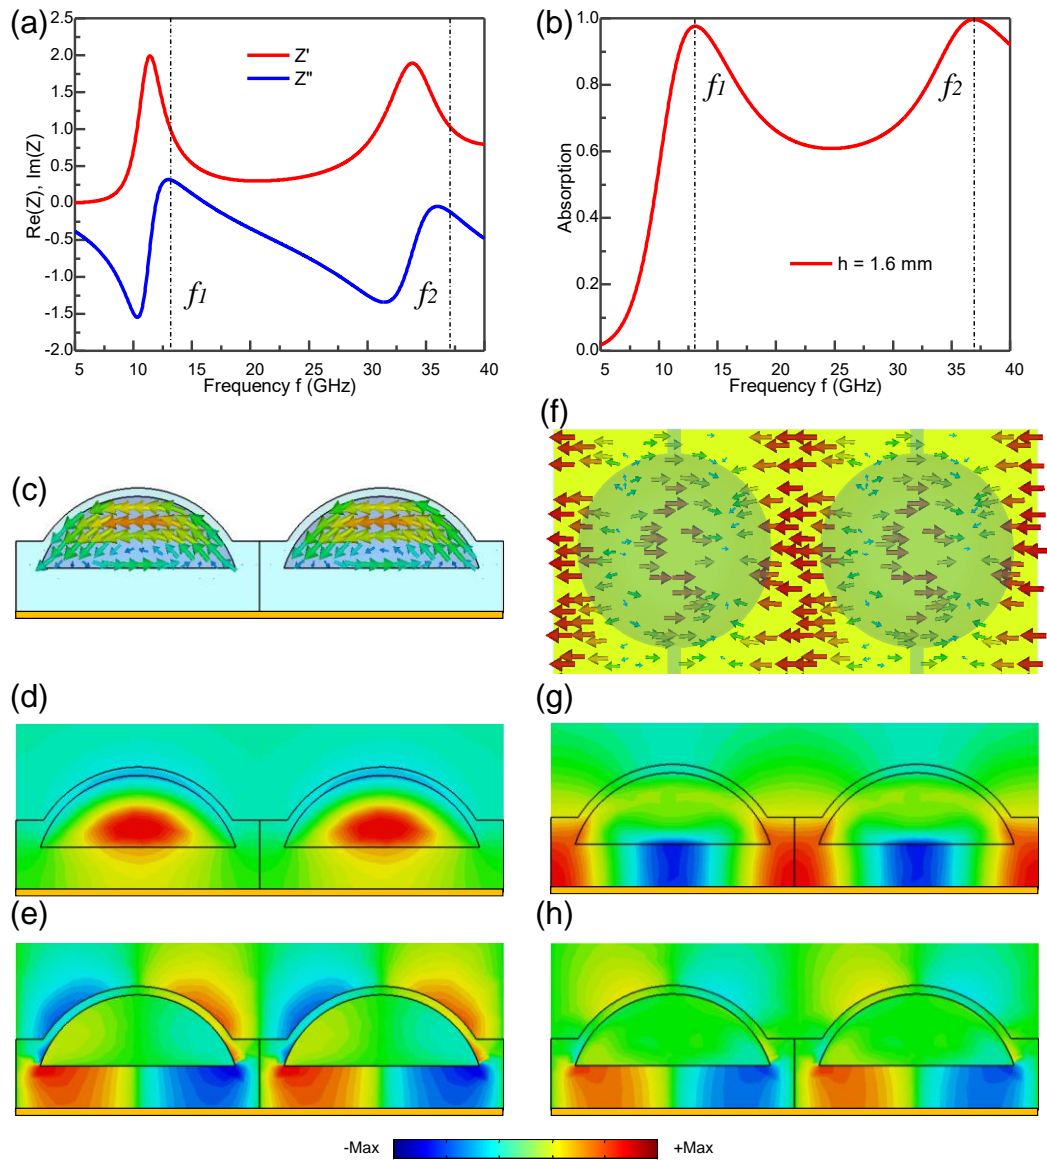 (a)
2.5
2.0
1.5
1.0
0.5
0.0
-0.5
-1.0
-1.5
-2.0
Re(Z), Im(Z)
Z'
Z"
f1
f2
5 10 15 20 25 30 35 40
Frequency f (GHz)
(b)
1.0
0.8
0.6
0.4
0.2
0.0
Absorption
f1
f2
h = 1.6 mm
5 10 15 20 25 30 35 40
Frequency f (GHz)
(c)
(f)
(d)
(g)
(e)
(h)
-Max +Max